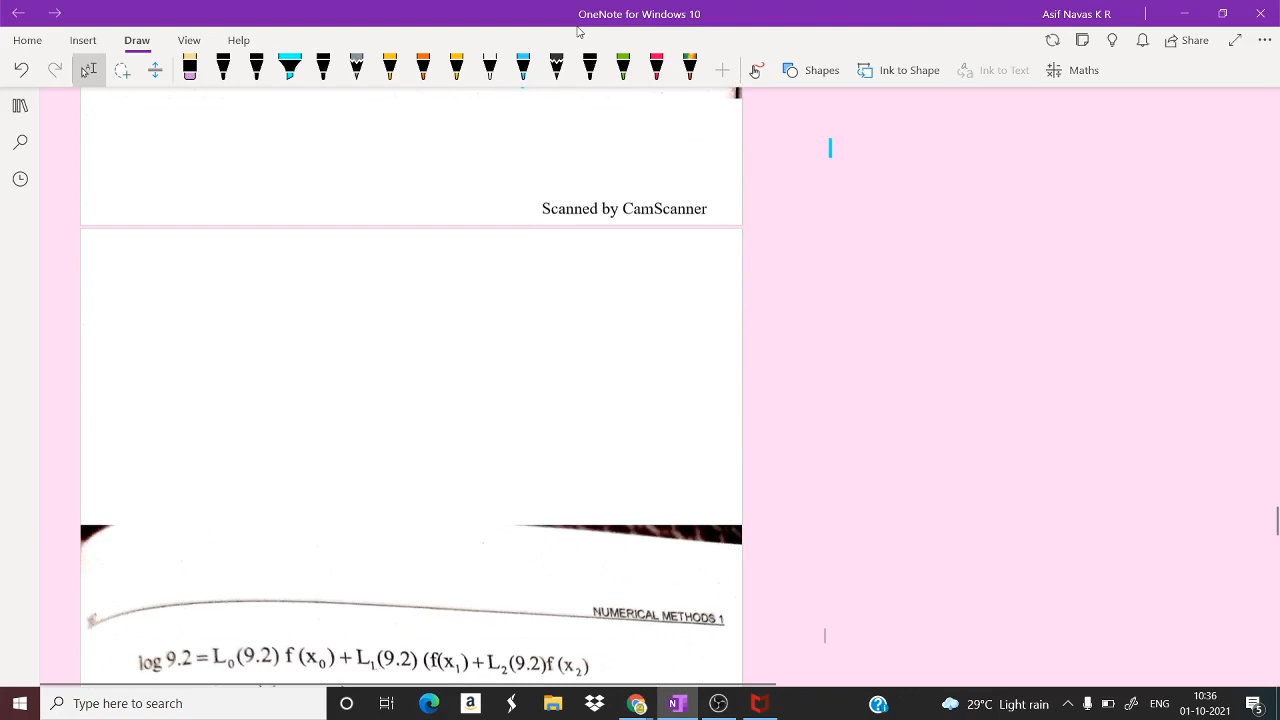 OneNote for Windows 10
Asif Navas K R
Home Insert Draw View Help
Share
Shapes
Ink to Shape
Ink to Text
Maths
Scanned by CamScanner
NUMERICAL METHODS 1
log 9.2 = L₀(9.2) f (x₀) + L₁(9.2) (f(x₁) + L₂(9.2)f (x₂)
Type here to search
29°C Light rain
ENG
10:36
01-10-2021
5